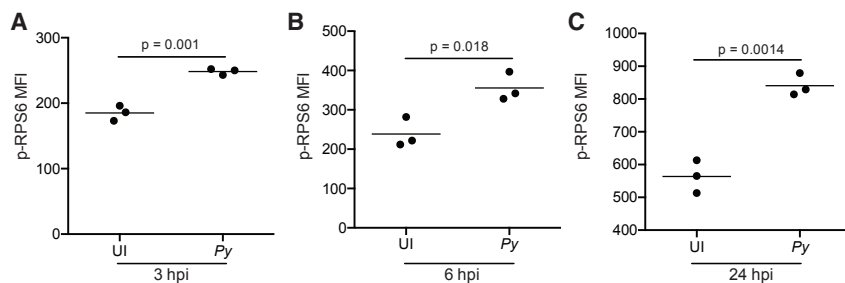 A
p = 0.001
p-RPS6 MFI
300
200
100
0
UI
Py
3 hpi
B
p = 0.018
p-RPS6 MFI
500
400
300
200
100
0
UI
Py
6 hpi
C
p = 0.0014
p-RPS6 MFI
1000
900
800
700
600
500
400
UI
Py
24 hpi